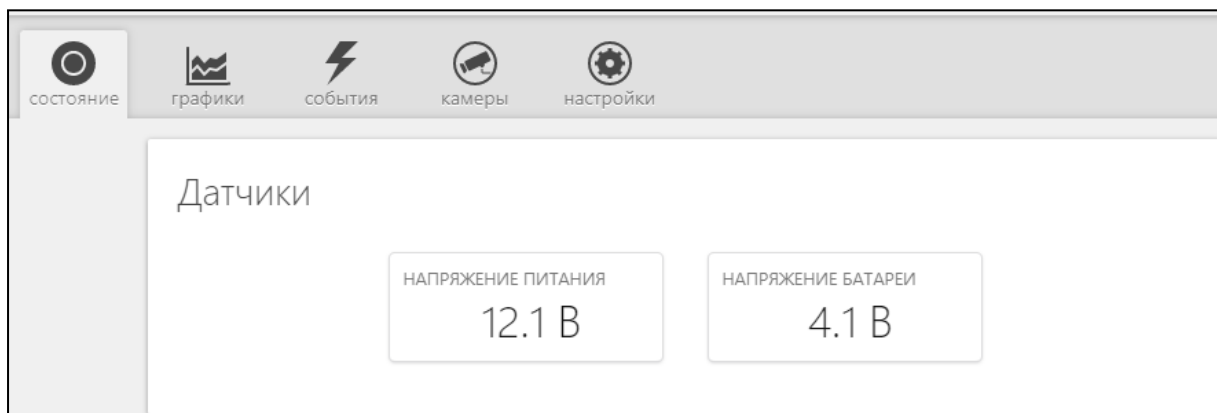 состояние графики события камеры настройки
Датчики
НАПРЯЖЕНИЕ ПИТАНИЯ НАПРЯЖЕНИЕ БАТАРЕИ
12.1 В 4.1 В